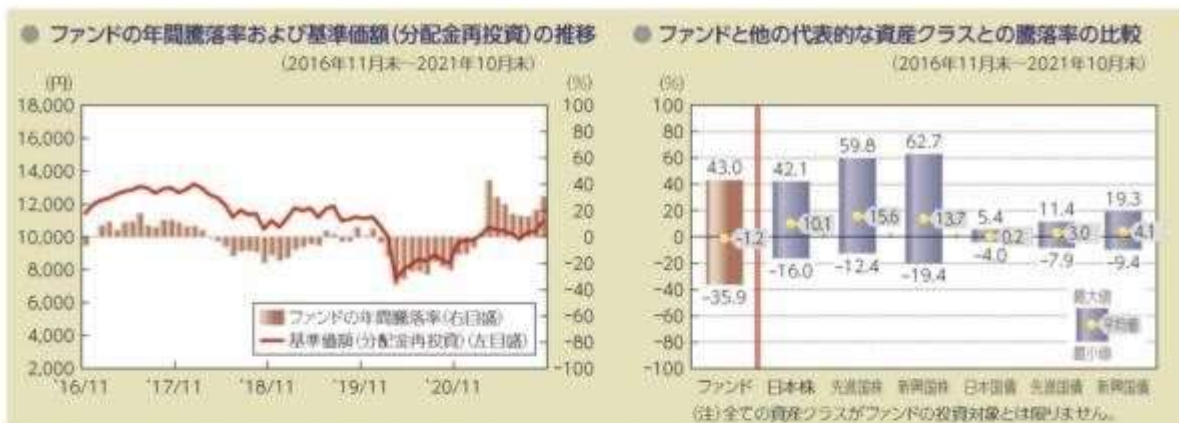 ● ファンドの年間騰落率および基準価額(分配金再投資)の推移
(2016年11月末~2021年10月末)
(円)
(%)
18,000
16,000
14,000
12,000
10,000
8,000
6,000
4,000
2,000
100
80
60
40
20
0
-20
-40
-60
-80
-100
ファンドの年間騰落率(右目盛)
基準価額(分配金再投資)(左目盛)
'16/11 '17/11 '18/11 '19/11 '20/11
● ファンドと他の代表的な資産クラスとの騰落率の比較
(2016年11月末~2021年10月末)
(%)
100
80
60
40
20
0
-20
-40
-60
-80
-100
43.0 42.1 59.8 62.7 5.4 11.4 19.3
-1.2 10.1 15.6 13.7 0.2 3.0 4.1
-35.9 -16.0 -12.4 -19.4 -4.0 -7.9 -9.4
最大値
平均値
最小値
ファンド 日本株 先進国株 新興国株 日本国債 先進国債 新興国債
(注)全ての資産クラスがファンドの投資対象とは限りません。